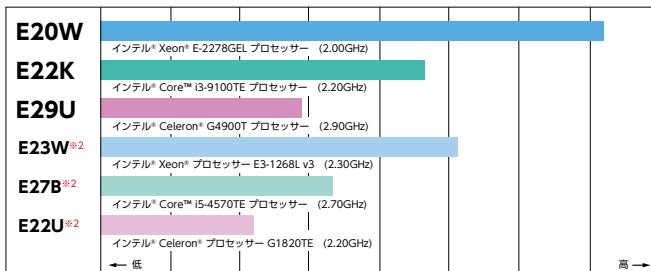 E20W
インテル® Xeon® E-2278GEL プロセッサー (2.00GHz)
E22K
インテル® Core™ i3-9100TE プロセッサー (2.20GHz)
E29U
インテル® Celeron® G4900T プロセッサー (2.90GHz)
E23W※2
インテル® Xeon® プロセッサー E3-1268L v3 (2.30GHz)
E27B※2
インテル® Core™ i5-4570TE プロセッサー (2.70GHz)
E22U※2
インテル® Celeron® プロセッサー G1820TE (2.20GHz)
← 低 高 →